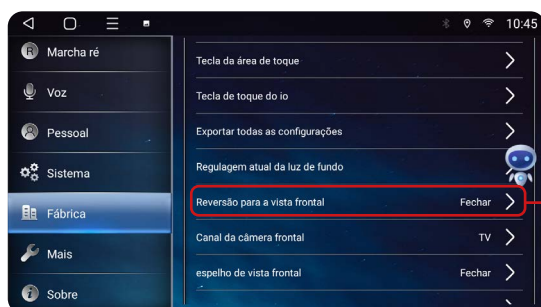 10:45
R Marcha ré
Voz
Pessoal
Sistema
Fábrica
Mais
Sobre
Tecla da área de toque
Tecla de toque do io
Exportar todas as configurações
Regulagem atual da luz de fundo
Reversão para a vista frontal Fechar
Canal da câmera frontal TV
espelho de vista frontal Fechar